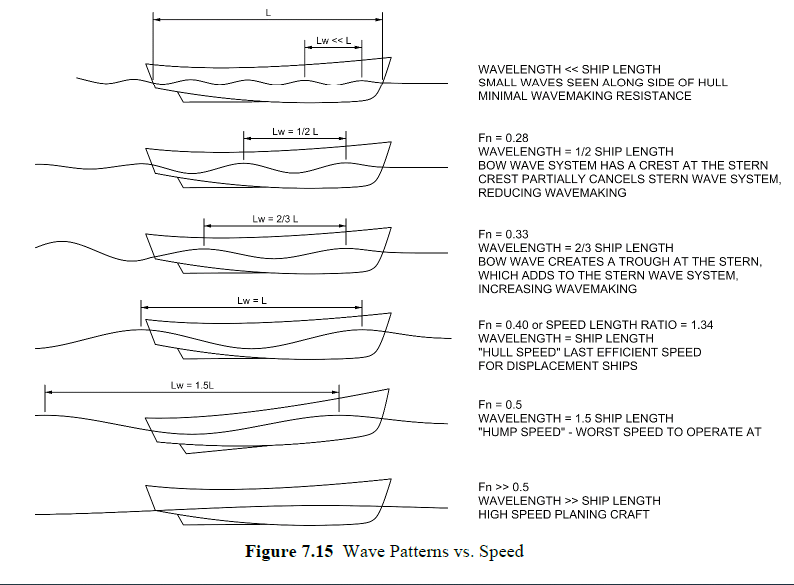 L
Lw << L
WAVELENGTH << SHIP LENGTH
SMALL WAVES SEEN ALONG SIDE OF HULL
MINIMAL WAVEMAKING RESISTANCE
Lw = 1/2 L
Fn = 0.28
WAVELENGTH = 1/2 SHIP LENGTH
BOW WAVE SYSTEM HAS A CREST AT THE STERN
CREST PARTIALLY CANCELS STERN WAVE SYSTEM,
REDUCING WAVEMAKING
Lw = 2/3 L
Fn = 0.33
WAVELENGTH = 2/3 SHIP LENGTH
BOW WAVE CREATES A TROUGH AT THE STERN,
WHICH ADDS TO THE STERN WAVE SYSTEM,
INCREASING WAVEMAKING
Lw = L
Fn = 0.40 or SPEED LENGTH RATIO = 1.34
WAVELENGTH = SHIP LENGTH
"HULL SPEED" LAST EFFICIENT SPEED
FOR DISPLACEMENT SHIPS
Lw = 1.5L
Fn = 0.5
WAVELENGTH = 1.5 SHIP LENGTH
"HUMP SPEED" - WORST SPEED TO OPERATE AT
Fn >> 0.5
WAVELENGTH >> SHIP LENGTH
HIGH SPEED PLANING CRAFT
Figure 7.15 Wave Patterns vs. Speed